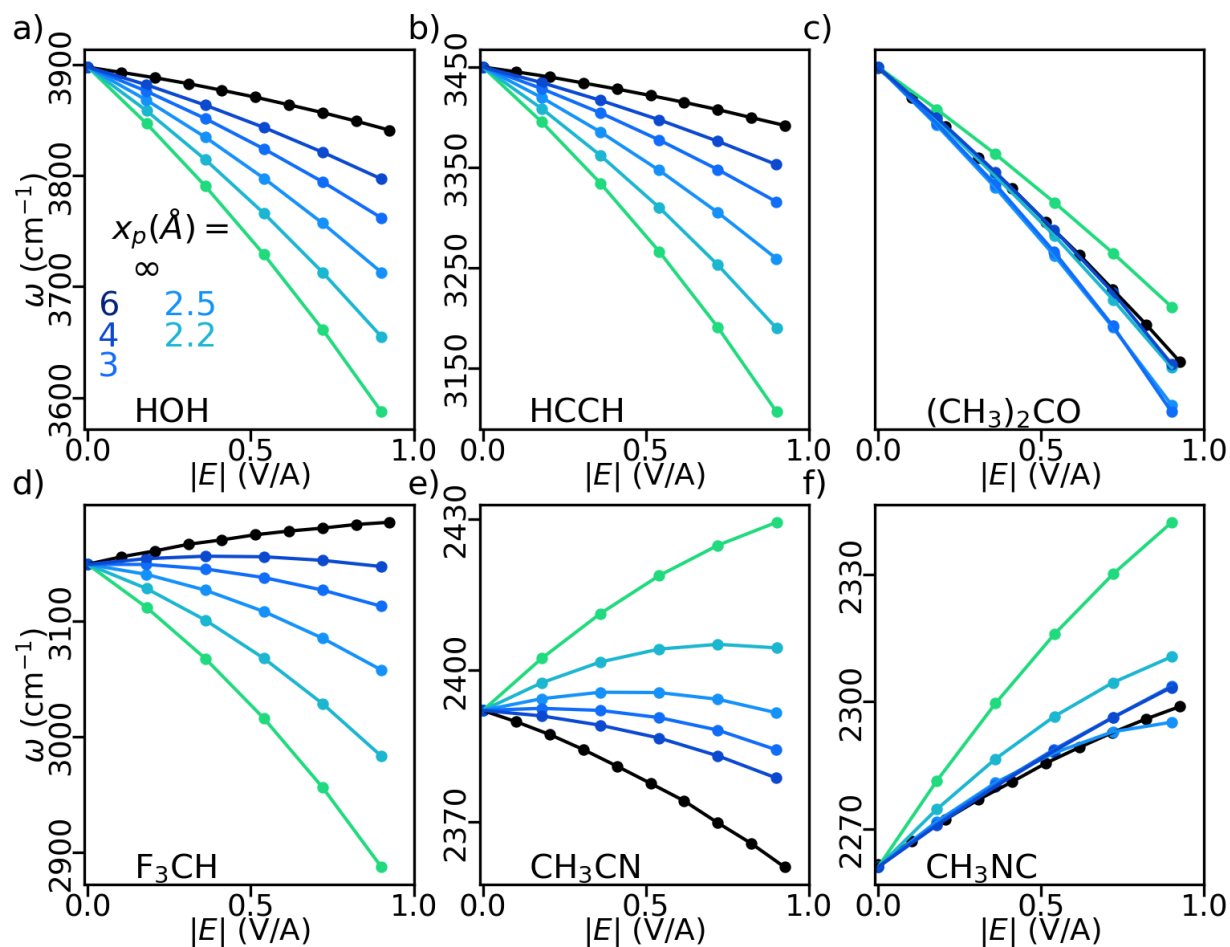 a)
ω (cm⁻¹)
3900
3800
3700
3600
xₚ(Å) =
∞
6 2.5
4 2.2
3
HOH
0.0 0.5 1.0
|E| (V/A)
b)
3450
3350
3250
3150
HCCH
0.0 0.5 1.0
|E| (V/A)
c)
(CH₃)₂CO
0.0 0.5 1.0
|E| (V/A)
d)
ω (cm⁻¹)
3100
3000
2900
F₃CH
0.0 0.5 1.0
|E| (V/A)
e)
2430
2400
2370
CH₃CN
0.0 0.5 1.0
|E| (V/A)
f)
2330
2300
2270
CH₃NC
0.0 0.5 1.0
|E| (V/A)